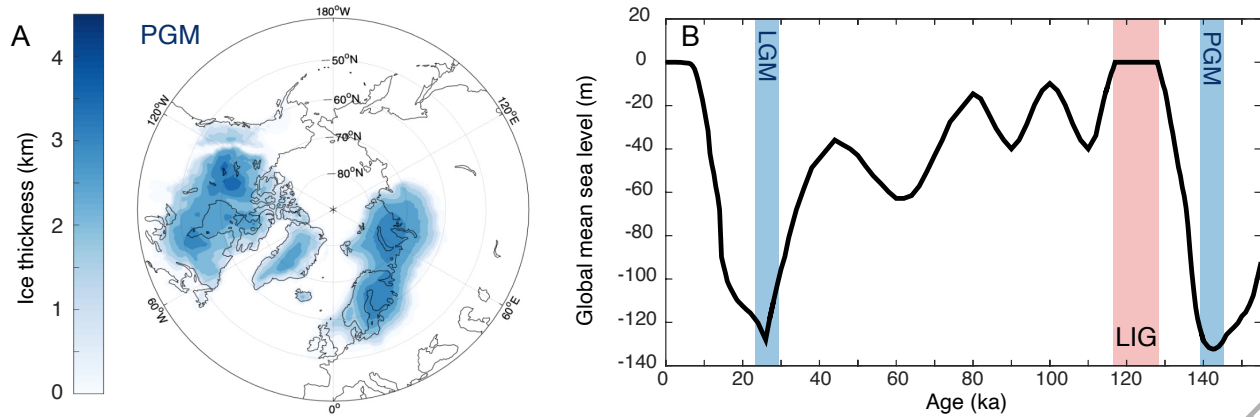 A
PGM
Ice thickness (km)
4
3
2
1
0
180°W
120°W
60°W
0°
60°E
120°E
50°N
60°N
70°N
80°N
B
Global mean sea level (m)
20
0
-20
-40
-60
-80
-100
-120
-140
LGM
LIG
PGM
0 20 40 60 80 100 120 140
Age (ka)